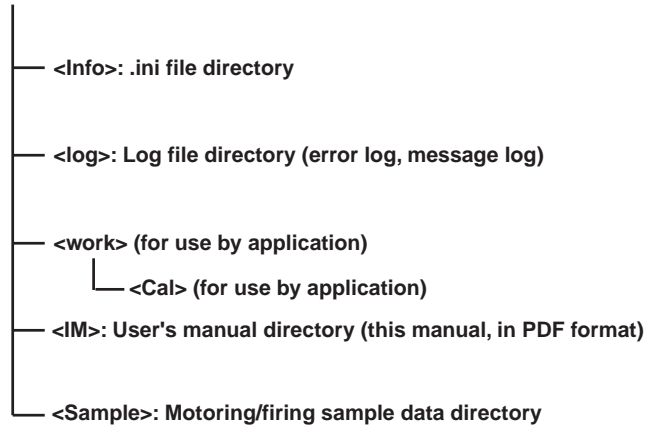 <Info>: .ini file directory
<log>: Log file directory (error log, message log)
<work> (for use by application)
<Cal> (for use by application)
<IM>: User's manual directory (this manual, in PDF format)
<Sample>: Motoring/firing sample data directory